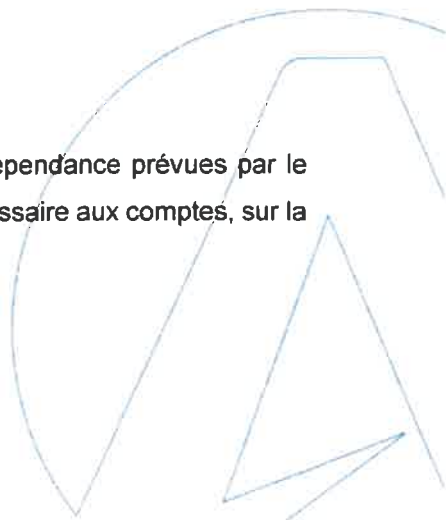 ependance prévues par le
ssaire aux comptes, sur la